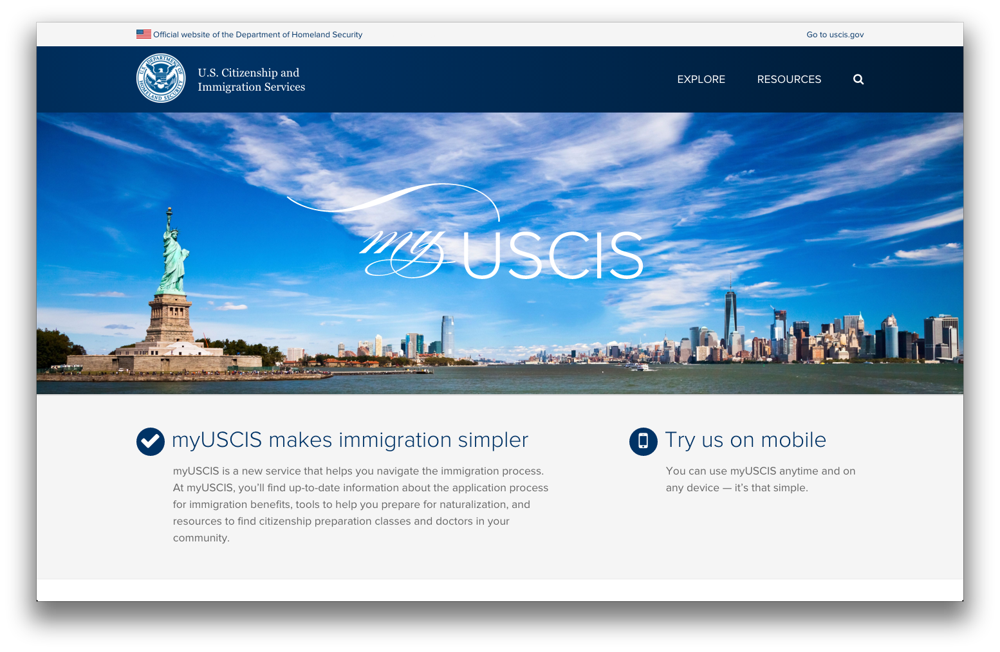 Official website of the Department of Homeland Security
Go to uscis.gov
U.S. DEPARTMENT OF
HOMELAND SECURITY
U.S. Citizenship and
Immigration Services
EXPLORE
RESOURCES
my USCIS
myUSCIS makes immigration simpler
myUSCIS is a new service that helps you navigate the immigration process.
At myUSCIS, you’ll find up-to-date information about the application process
for immigration benefits, tools to help you prepare for naturalization, and
resources to find citizenship preparation classes and doctors in your
community.
Try us on mobile
You can use myUSCIS anytime and on
any device — it’s that simple.